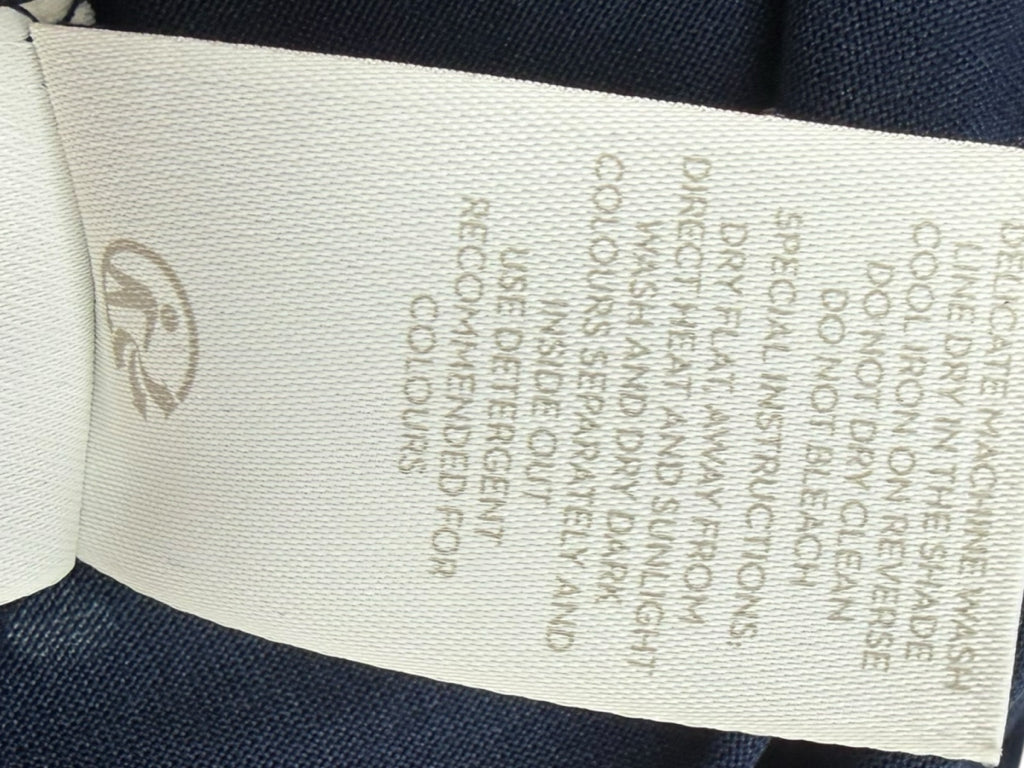 DELICATE MACHINE WASH
LINE DRY IN THE SHADE
COOL IRON ON REVERSE
DO NOT DRY CLEAN
DO NOT BLEACH
SPECIAL INSTRUCTIONS:
DRY FLAT, AWAY FROM
DIRECT HEAT AND SUNLIGHT
WASH AND DRY DARK
COLOURS SEPARATELY AND
INSIDE OUT
USE DETERGENT
RECOMMENDED FOR
COLOURS